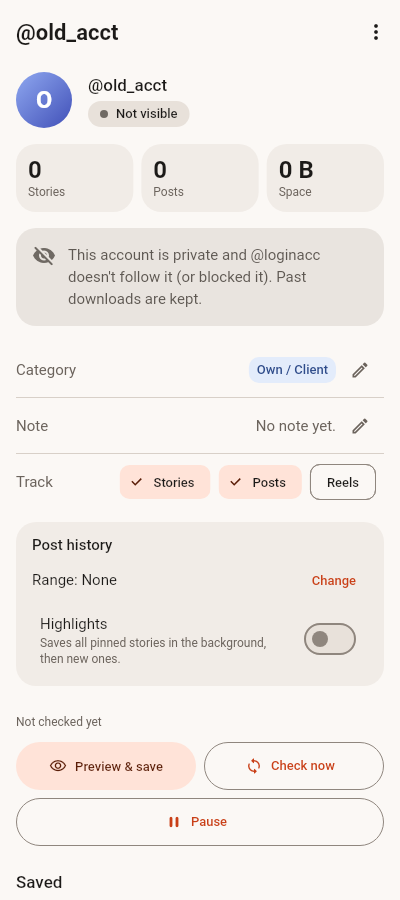 @old_acct
o
@old_acct
Not visible
0
Stories
0
Posts
0 B
Space
This account is private and @loginacc
doesn't follow it (or blocked it). Past
downloads are kept.
Category
Own / Client
Note
No note yet.
Track
Stories
Posts
Reels
Post history
Range: None
Change
Highlights
Saves all pinned stories in the background,
then new ones.
Not checked yet
Preview & save
Check now
Pause
Saved